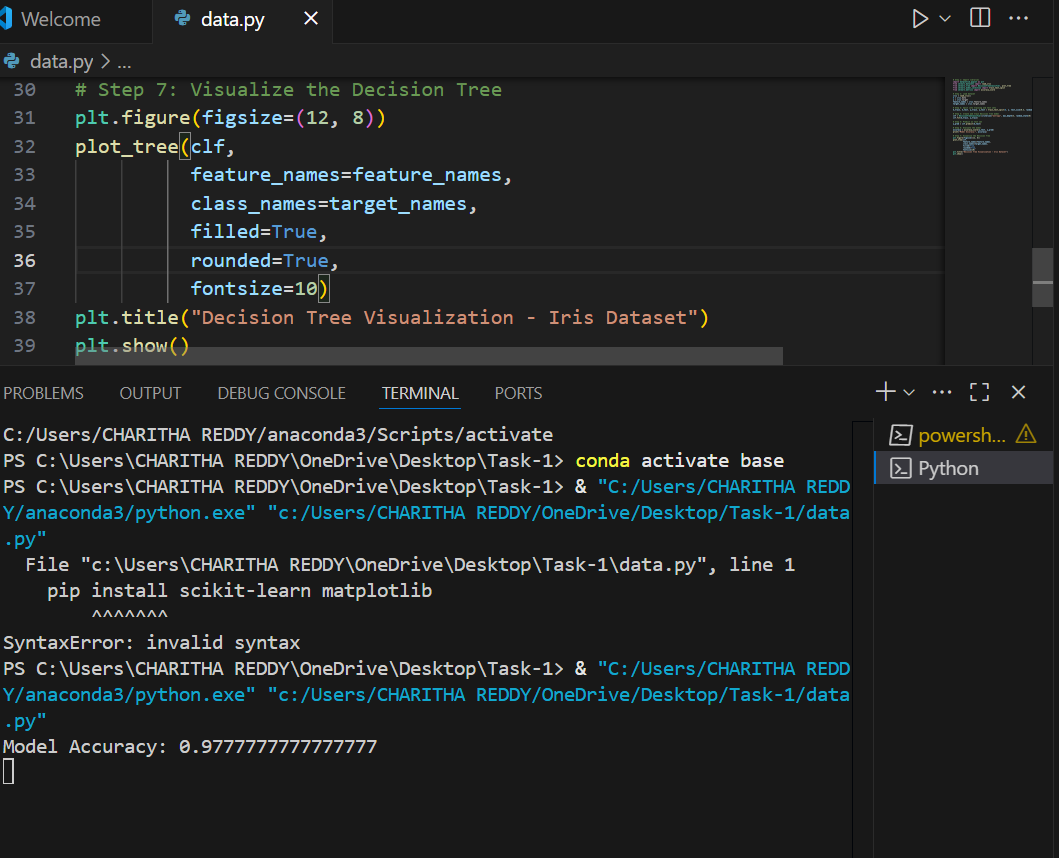 Welcome
data.py
data.py > ...
30 # Step 7: Visualize the Decision Tree
31 plt.figure(figsize=(12, 8))
32 plot_tree(clf,
33 feature_names=feature_names,
34 class_names=target_names,
35 filled=True,
36 rounded=True,
37 fontsize=10)
38 plt.title("Decision Tree Visualization - Iris Dataset")
39 plt.show()
PROBLEMS OUTPUT DEBUG CONSOLE TERMINAL PORTS
C:/Users/CHARITHA REDDY/anaconda3/Scripts/activate
PS C:\Users\CHARITHA REDDY\OneDrive\Desktop\Task-1> conda activate base
PS C:\Users\CHARITHA REDDY\OneDrive\Desktop\Task-1> & "C:/Users/CHARITHA REDD
Y/anaconda3/python.exe" "c:/Users/CHARITHA REDDY/OneDrive/Desktop/Task-1/data
.py"
File "c:\Users\CHARITHA REDDY\OneDrive\Desktop\Task-1\data.py", line 1
pip install scikit-learn matplotlib
^^^^^^^
SyntaxError: invalid syntax
PS C:\Users\CHARITHA REDDY\OneDrive\Desktop\Task-1> & "C:/Users/CHARITHA REDD
Y/anaconda3/python.exe" "c:/Users/CHARITHA REDDY/OneDrive/Desktop/Task-1/data
.py"
Model Accuracy: 0.9777777777777777
powersh...
Python